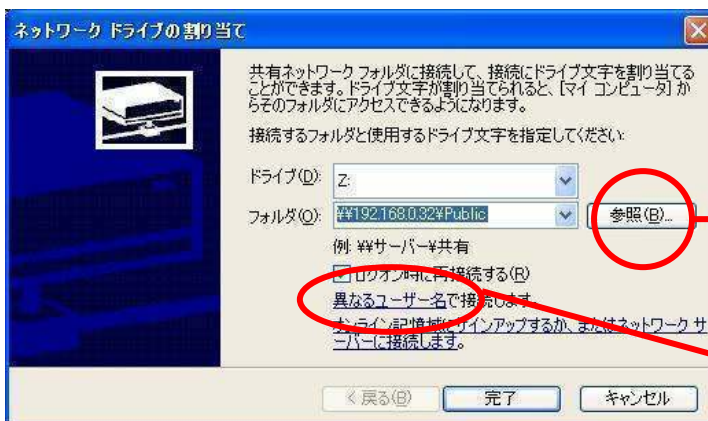 ネットワーク ドライブの割り当て
共有ネットワーク フォルダに接続して、接続にドライブ文字を割り当てる
ことができます。ドライブ文字が割り当てられると、[マイ コンピュータ] か
らそのフォルダにアクセスできるようになります。
接続するフォルダと使用するドライブ文字を指定してください:
ドライブ(D): Z:
フォルダ(O): ¥¥192.168.0.32¥Public 参照(B)...
例: ¥¥サーバー¥共有
ログオン時に再接続する(R)
異なるユーザー名で接続します。
オンライン記憶域にサインアップするか、またはネットワーク サ
ーバーに接続します。
< 戻る(B) 完了 キャンセル